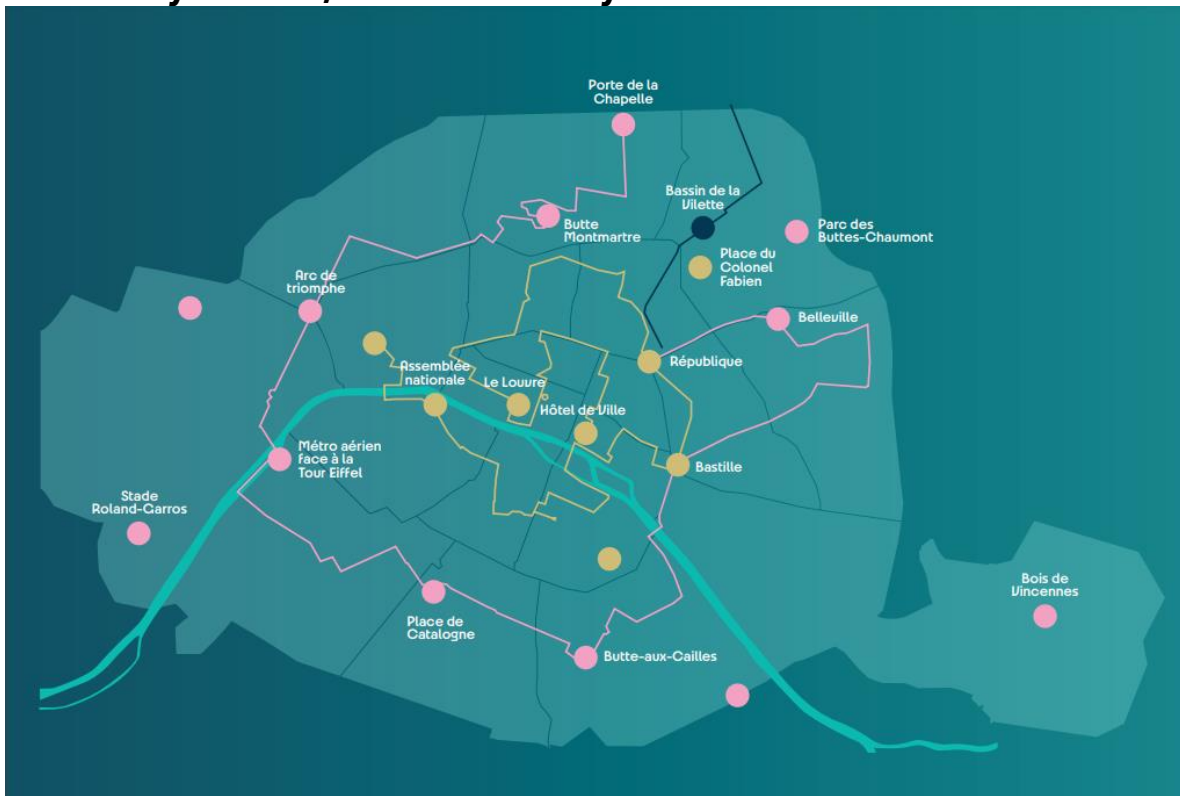 Porte de la
Chapelle
Bassin de la
Vilette
Butte
Montmartre
Parc des
Buttes-Chaumont
Place du
Colonel
Fabien
Arc de
triomphe
Belleville
République
Assemblée
nationale
Le Louvre
Hôtel de Ville
Métro aérien
Face à la
Tour Eiffel
Bastille
Stade
Roland-Garros
Bois de
Vincennes
Place de
Catalogne
Butte-aux-Cailles